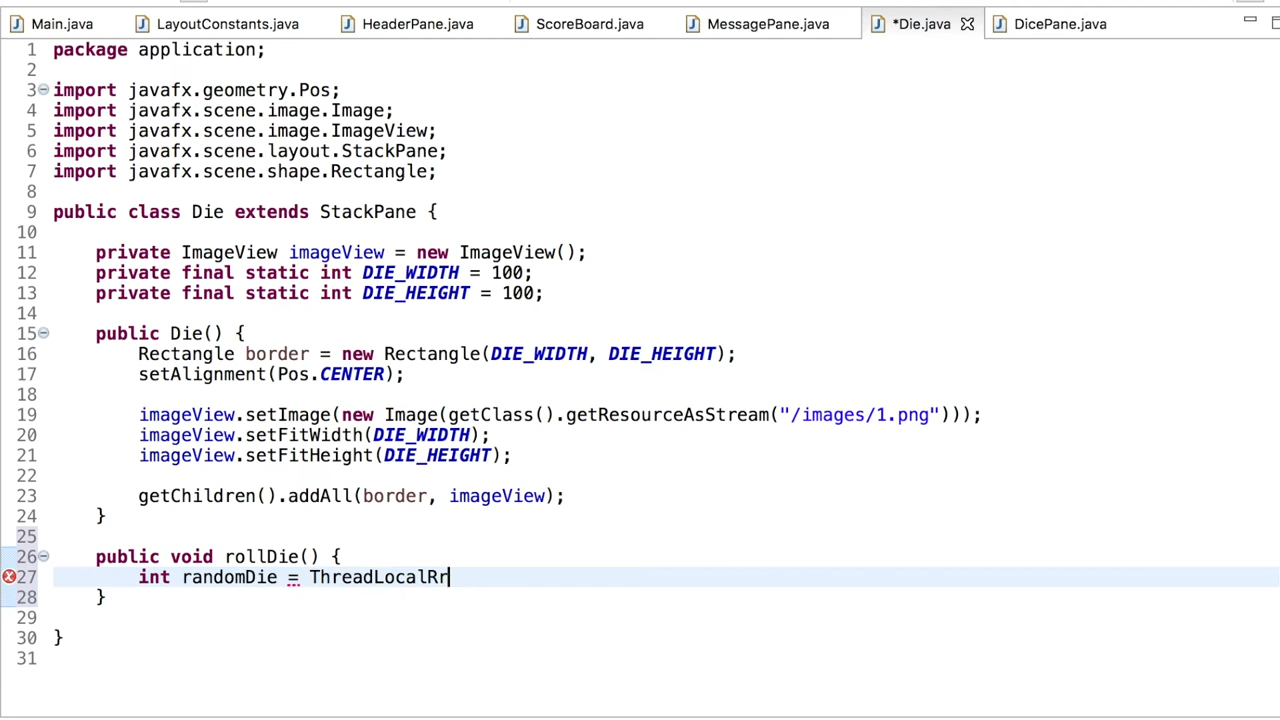 Main.java LayoutConstants.java HeaderPane.java ScoreBoard.java MessagePane.java *Die.java DicePane.java
1 package application;
2
3 import javafx.geometry.Pos;
4 import javafx.scene.image.Image;
5 import javafx.scene.image.ImageView;
6 import javafx.scene.layout.StackPane;
7 import javafx.scene.shape.Rectangle;
8
9 public class Die extends StackPane {
10
11 private ImageView imageView = new ImageView();
12 private final static int DIE_WIDTH = 100;
13 private final static int DIE_HEIGHT = 100;
14
15 public Die() {
16 Rectangle border = new Rectangle(DIE_WIDTH, DIE_HEIGHT);
17 setAlignment(Pos.CENTER);
18
19 imageView.setImage(new Image(getClass().getResourceAsStream("/images/1.png")));
20 imageView.setFitWidth(DIE_WIDTH);
21 imageView.setFitHeight(DIE_HEIGHT);
22
23 getChildren().addAll(border, imageView);
24 }
25
26 public void rollDie() {
27 int randomDie = ThreadLocalRr
28 }
29
30 }
31